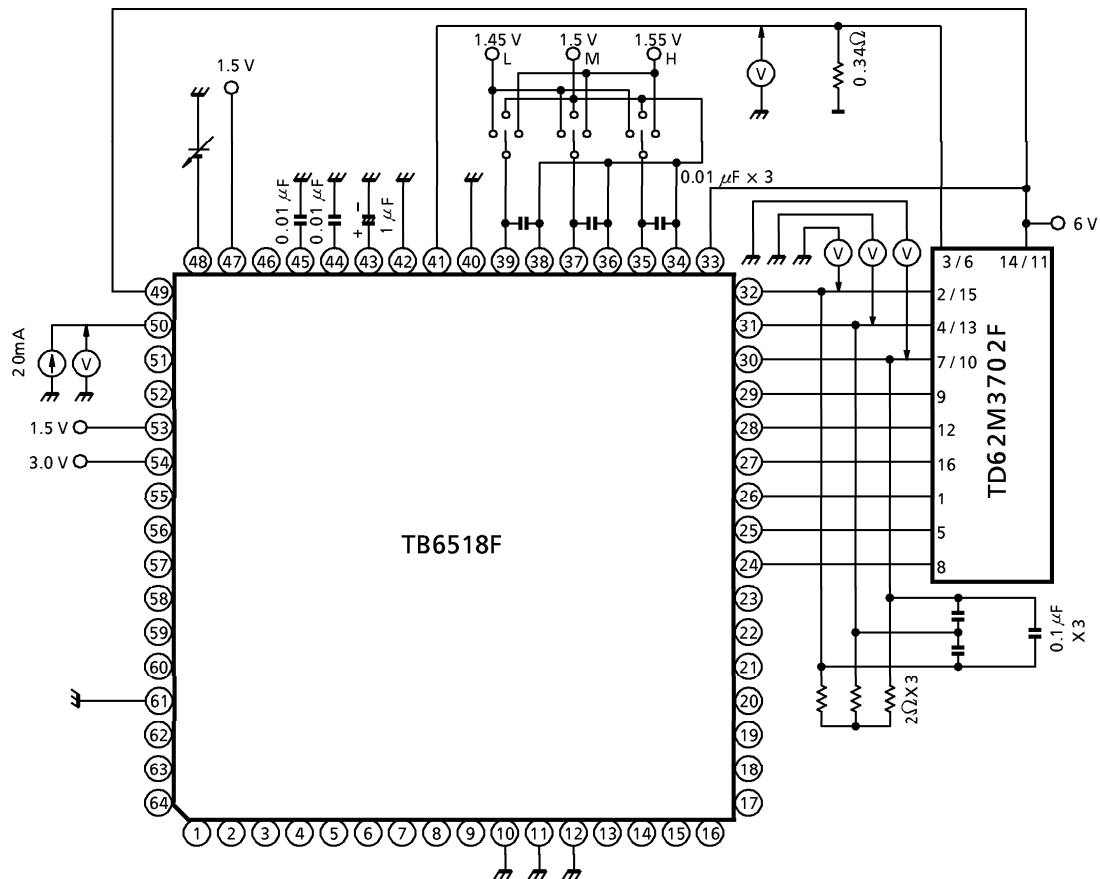 1.45 V 1.5 V 1.55 V
L M H
1.5 V
V
0.34Ω
0.01 μF
0.01 μF
+ −
1 μF
0.01 μF × 3
48 47 46 45 44 43 42 41 40 39 38 37 36 35 34 33
V V V
6 V
3 / 6 14 / 11
49
50
51
52
53
54
55
56
57
58
59
60
61
62
63
64
20mA
V
1.5 V
3.0 V
TB6518F
32
31
30
29
28
27
26
25
24
23
22
21
20
19
18
17
2 / 15
4 / 13
7 / 10
9
12
16
1
5
8
TD62M3702F
0.1 μF
X3
2ΩX3
1 2 3 4 5 6 7 8 9 10 11 12 13 14 15 16